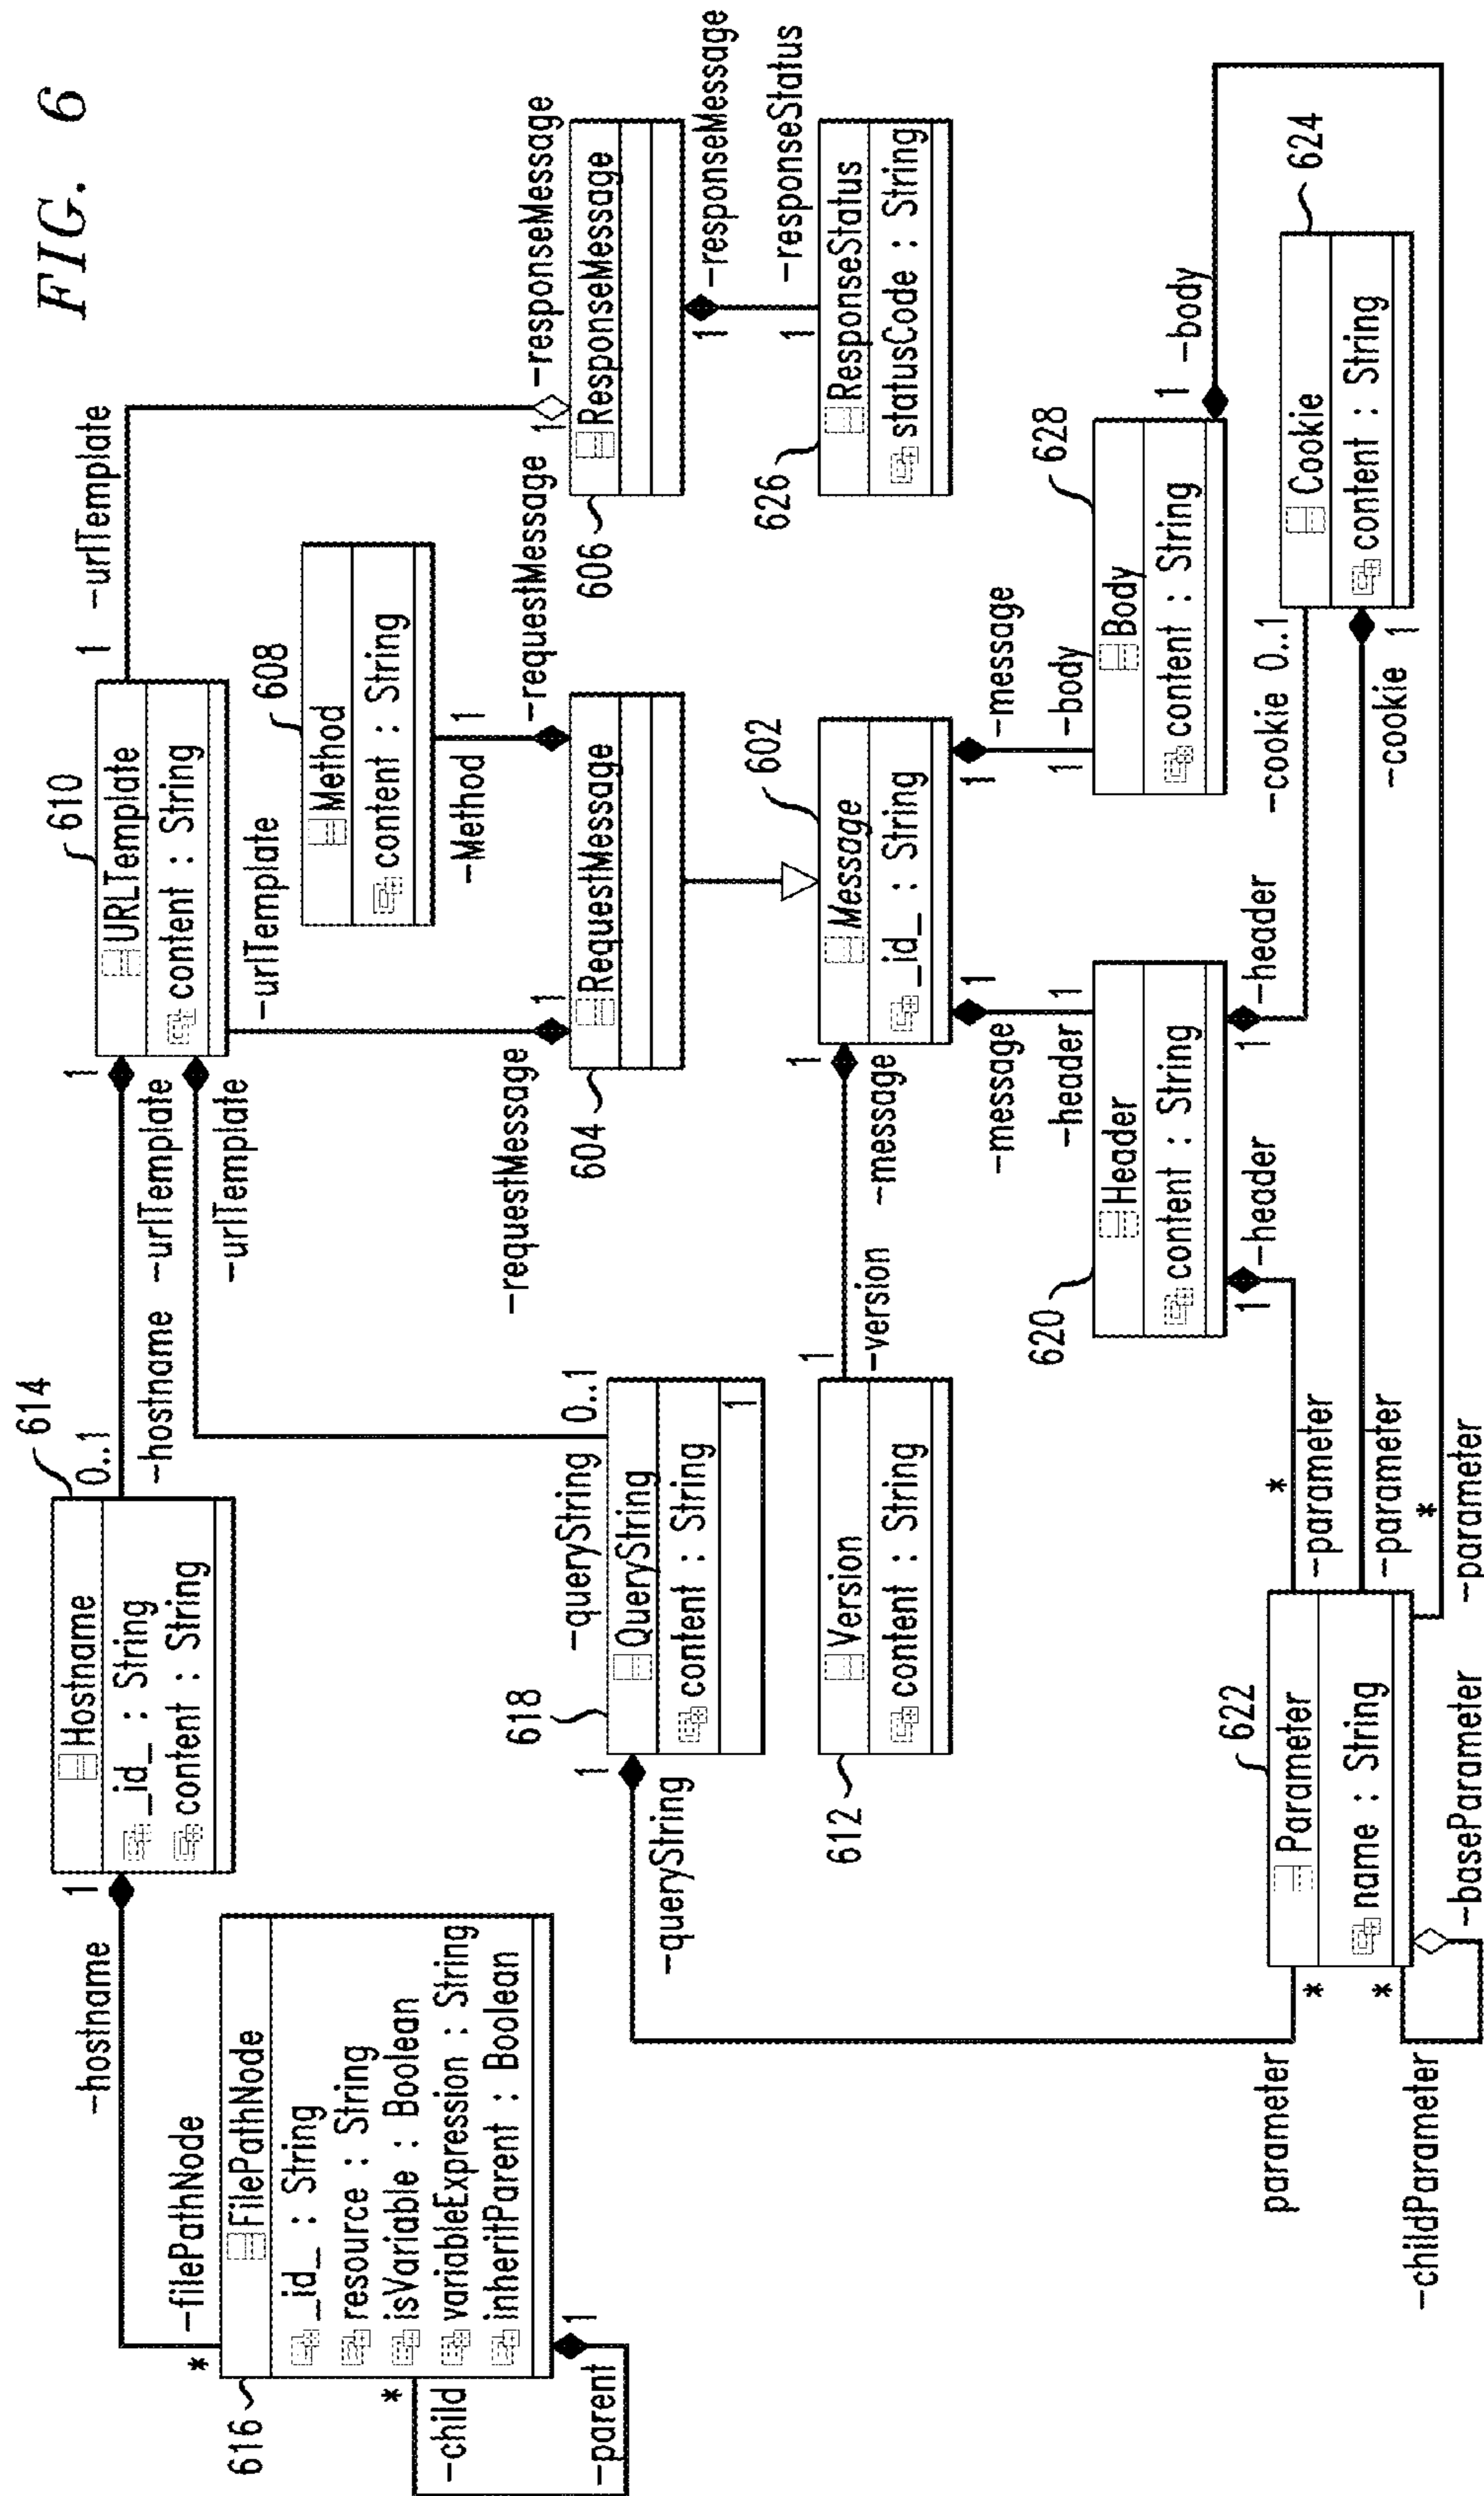 FIG. 6
616
FilePathNode
_id_ : String
resource : String
isVariable : Boolean
variableExpression : String
inheritParent : Boolean
*
-filePathNode
*
-child
-parent
1
-hostname
1
614
Hostname
_id_ : String
content : String
0..1
-hostname
1
-urlTemplate
-urlTemplate
610
URLTemplate
content : String
1
-urlTemplate
-urlTemplate
608
Method
content : String
-Method
1
-requestMessage
1
-requestMessage
604
RequestMessage
1
-responseMessage
606
ResponseMessage
1
-responseMessage
1
-responseStatus
626
ResponseStatus
statusCode : String
-queryString
0..1
618
QueryString
content : String
1
1
-queryString
612
Version
content : String
1
-version
1
-message
602
Message
_id_ : String
1
-message
-header
1
1
-message
1
-body
620
Header
content : String
1
-header
1
-header
628
Body
content : String
1
-body
-cookie
0..1
624
Cookie
content : String
-cookie
1
parameter
*
622
Parameter
name : String
*
-parameter
-parameter
*
-parameter
*
-childParameter
-baseParameter